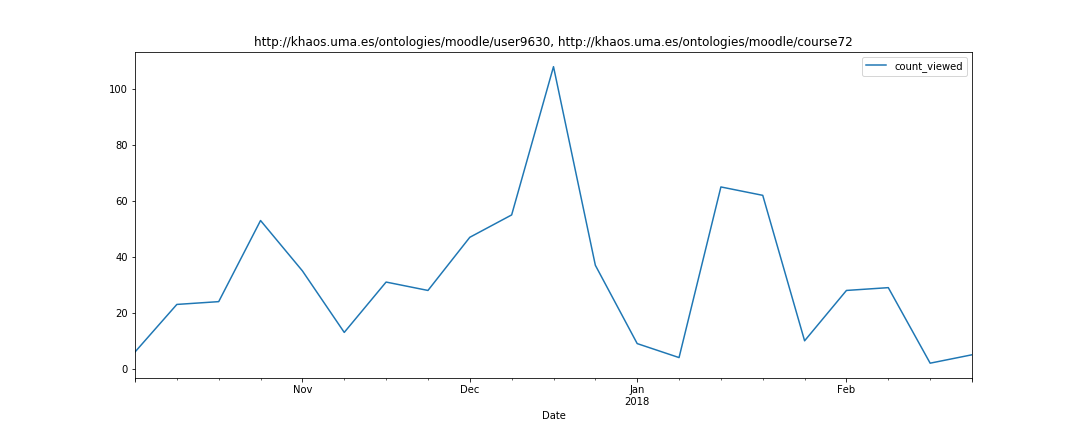 http://khaos.uma.es/ontologies/moodle/user9630, http://khaos.uma.es/ontologies/moodle/course72
count_viewed
100
80
60
40
20
0
Nov
Dec
Jan
2018
Feb
Date